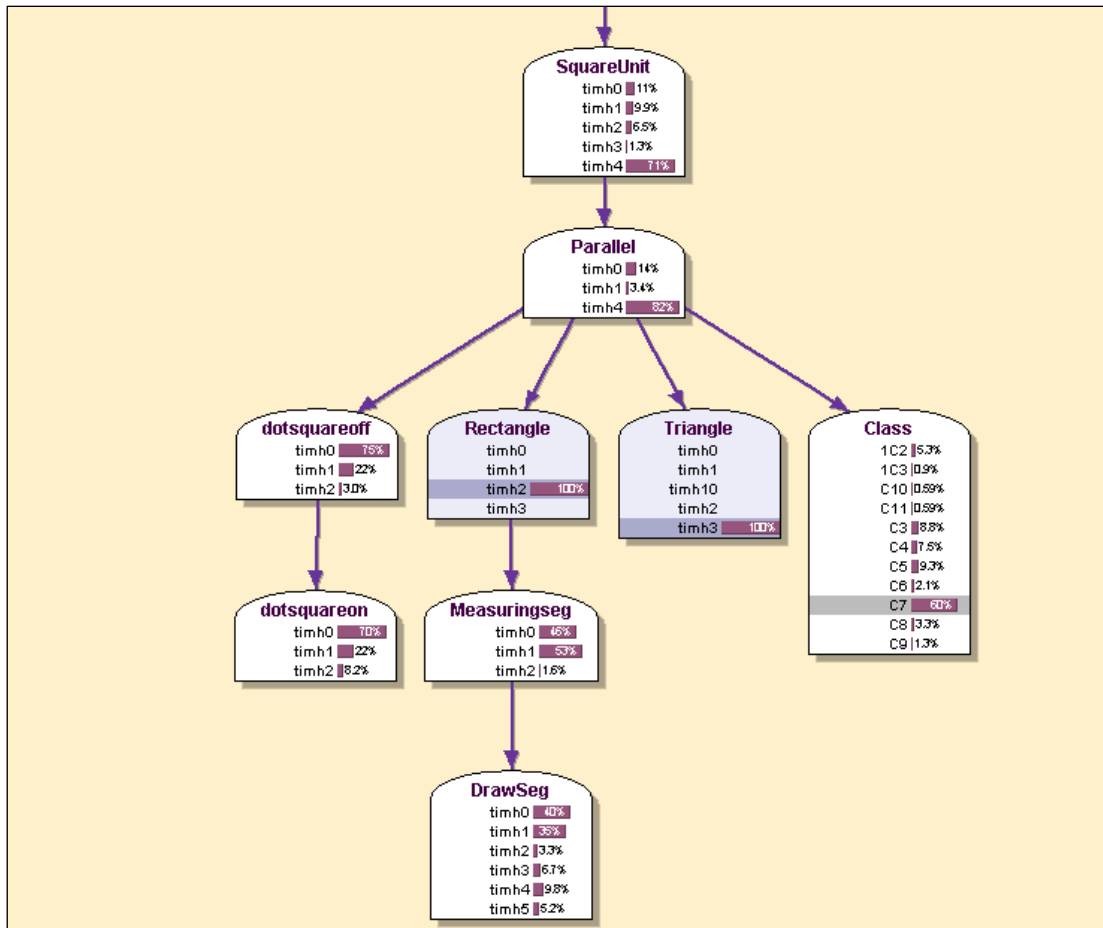 SquareUnit
timh0 11%
timh1 9.9%
timh2 6.5%
timh3 1.3%
timh4 71%
Parallel
timh0 14%
timh1 3.4%
timh4 82%
dotsquareoff
timh0 75%
timh1 22%
timh2 3.0%
Rectangle
timh0
timh1
timh2 100%
timh3
Triangle
timh0
timh1
timh10
timh2
timh3 100%
Class
1C2 5.3%
1C3 0.9%
C10 0.59%
C11 0.59%
C3 8.8%
C4 7.5%
C5 9.3%
C6 2.1%
C7 60%
C8 3.3%
C9 1.3%
dotsquareon
timh0 70%
timh1 22%
timh2 8.2%
Measuringseg
timh0 46%
timh1 53%
timh2 1.6%
DrawSeg
timh0 40%
timh1 35%
timh2 3.3%
timh3 6.7%
timh4 9.8%
timh5 5.2%